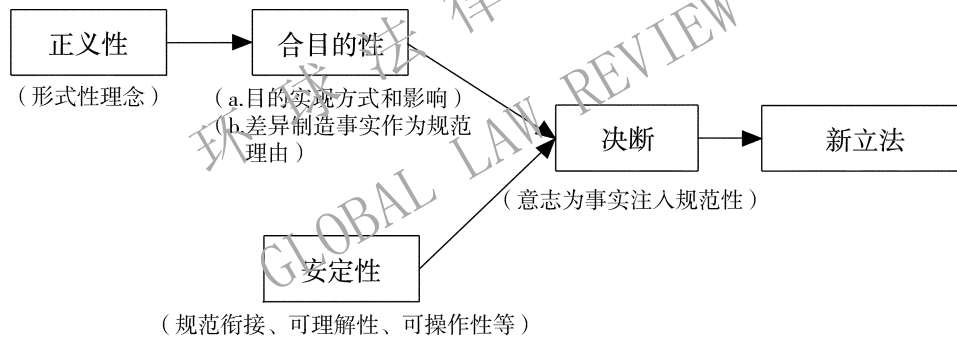 正义性
合目的性
（形式性理念）
（a.目的实现方式和影响）
（b.差异制造事实作为规范
理由）
决断
新立法
（意志为事实注入规范性）
安定性
（规范衔接、可理解性、可操作性等）
环球法律
GLOBAL LAW REVIEW